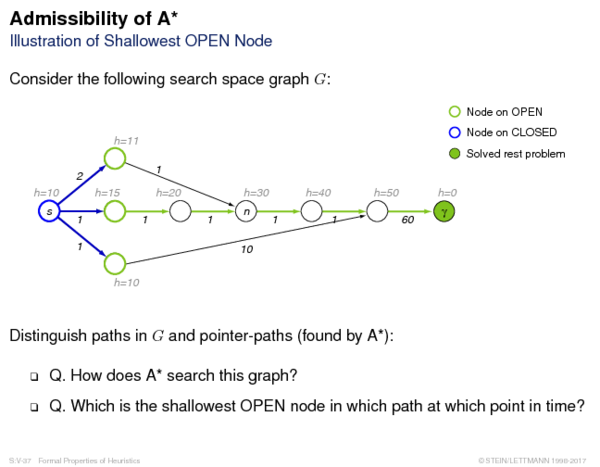 Admissibility of A*
Illustration of Shallowest OPEN Node
Consider the following search space graph G:
Node on OPEN
Node on CLOSED
Solved rest problem
h=11
2
1
h=10
h=15
h=20
h=30
h=40
h=50
h=0
s
1
1
1
n
1
1
60
γ
1
10
h=10
Distinguish paths in G and pointer-paths (found by A*):
❑ Q. How does A* search this graph?
❑ Q. Which is the shallowest OPEN node in which path at which point in time?
S:V-37 Formal Properties of Heuristics
© STEIN/LETTMANN 1998-2017